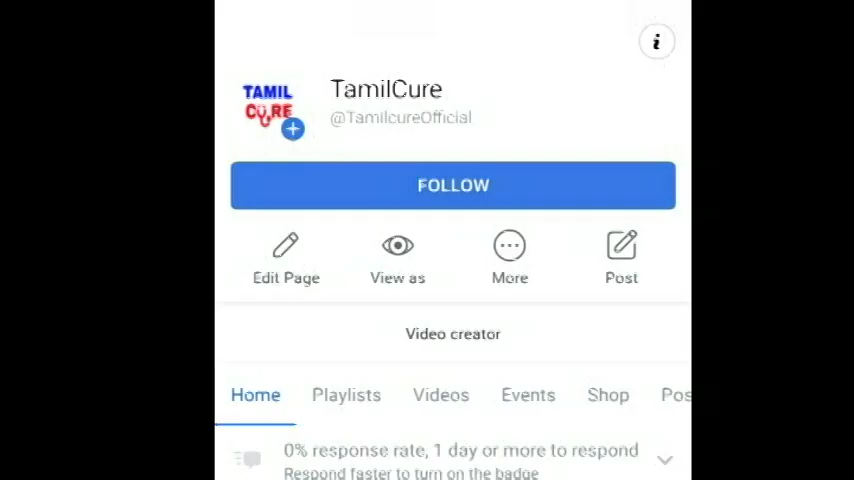 TAMIL
CURE
TamilCure
@TamilcureOfficial
FOLLOW
Edit Page
View as
More
Post
Video creator
Home
Playlists
Videos
Events
Shop
Pos
0% response rate, 1 day or more to respond
Respond faster to turn on the badge